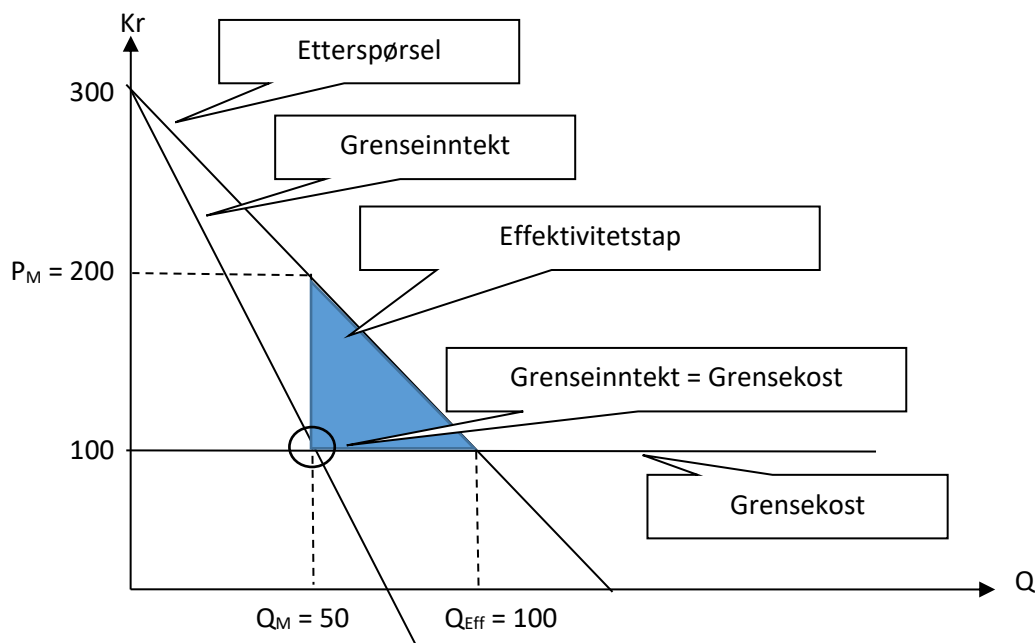 Kr
Etterspørsel
300
Grenseinntekt
Effektivitetstap
PM = 200
Grenseinntekt = Grensekost
100
Grensekost
Q
QM = 50
QEff = 100